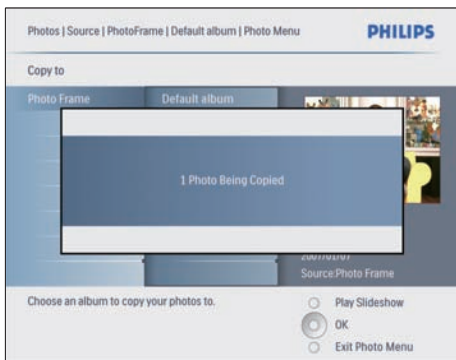 Photos | Source | PhotoFrame | Default album | Photo Menu
PHILIPS
Copy to
Photo Frame
Default album
1 Photo Being Copied
2007/01/07
Source:Photo Frame
Choose an album to copy your photos to.
Play Slideshow
OK
Exit Photo Menu